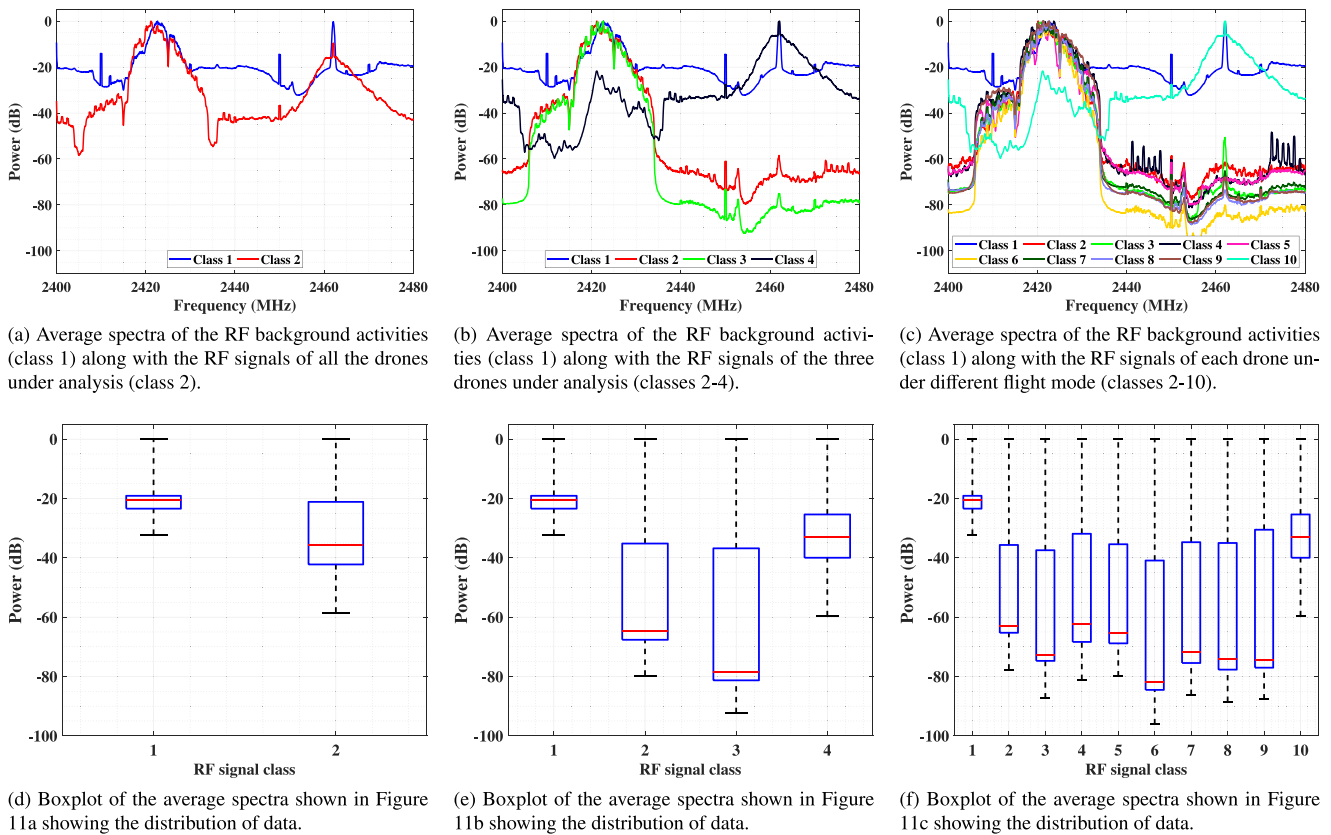 0
-20
-40
-60
-80
-100
Power (dB)
Class 1 Class 2
2400 2420 2440 2460 2480
Frequency (MHz)
(a) Average spectra of the RF background activities
(class 1) along with the RF signals of all the drones
under analysis (class 2).
0
-20
-40
-60
-80
-100
Power (dB)
Class 1 Class 2 Class 3 Class 4
2400 2420 2440 2460 2480
Frequency (MHz)
(b) Average spectra of the RF background activi-
ties (class 1) along with the RF signals of the three
drones under analysis (classes 2-4).
0
-20
-40
-60
-80
-100
Power (dB)
Class 1 Class 2 Class 3 Class 4 Class 5
Class 6 Class 7 Class 8 Class 9 Class 10
2400 2420 2440 2460 2480
Frequency (MHz)
(c) Average spectra of the RF background activities
(class 1) along with the RF signals of each drone un-
der different flight mode (classes 2-10).
0
-20
-40
-60
-80
-100
Power (dB)
1 2
RF signal class
(d) Boxplot of the average spectra shown in Figure
11a showing the distribution of data.
0
-20
-40
-60
-80
-100
Power (dB)
1 2 3 4
RF signal class
(e) Boxplot of the average spectra shown in Figure
11b showing the distribution of data.
0
-20
-40
-60
-80
-100
Power (dB)
1 2 3 4 5 6 7 8 9 10
RF signal class
(f) Boxplot of the average spectra shown in Figure
11c showing the distribution of data.